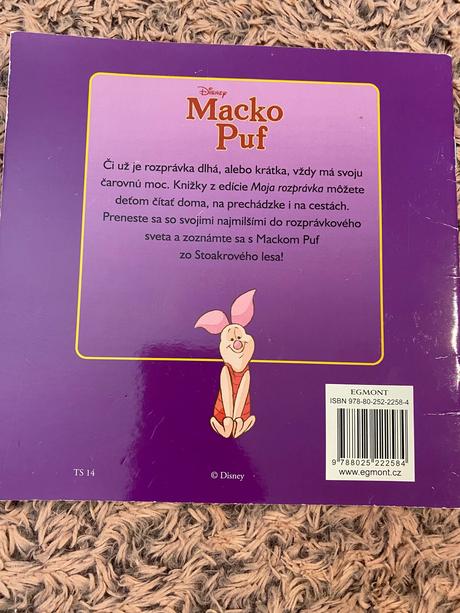 Disney
Macko
Puf
Či už je rozprávka dlhá, alebo krátka, vždy má svoju
čarovnú moc. Knižky z edície Moja rozprávka môžete
deťom čítať doma, na prechádzke i na cestách.
Preneste sa so svojimi najmilšími do rozprávkového
sveta a zoznámte sa s Mackom Puf
zo Stoakrového lesa!
EGMONT
ISBN 978-80-252-2258-4
9 788025 222584
www.egmont.cz
TS 14
© Disney